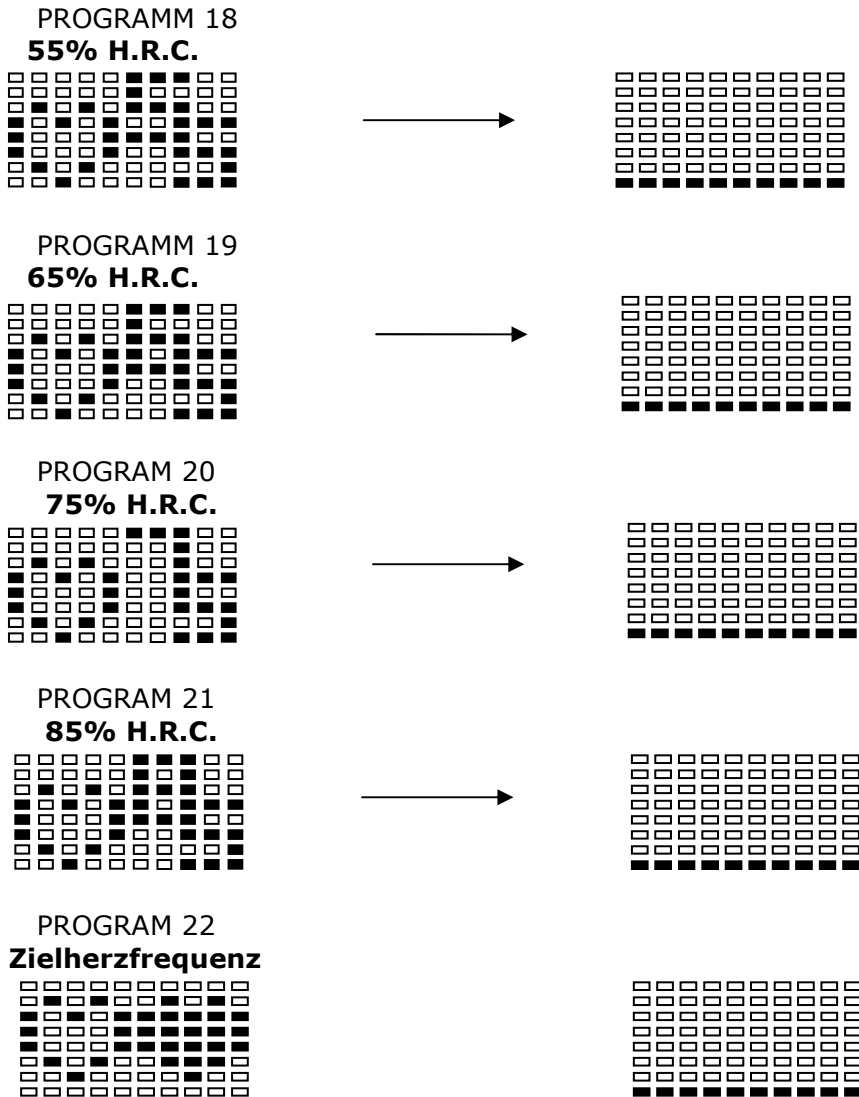 PROGRAMM 18
55% H.R.C.
PROGRAMM 19
65% H.R.C.
PROGRAM 20
75% H.R.C.
PROGRAM 21
85% H.R.C.
PROGRAM 22
Zielherzfrequenz